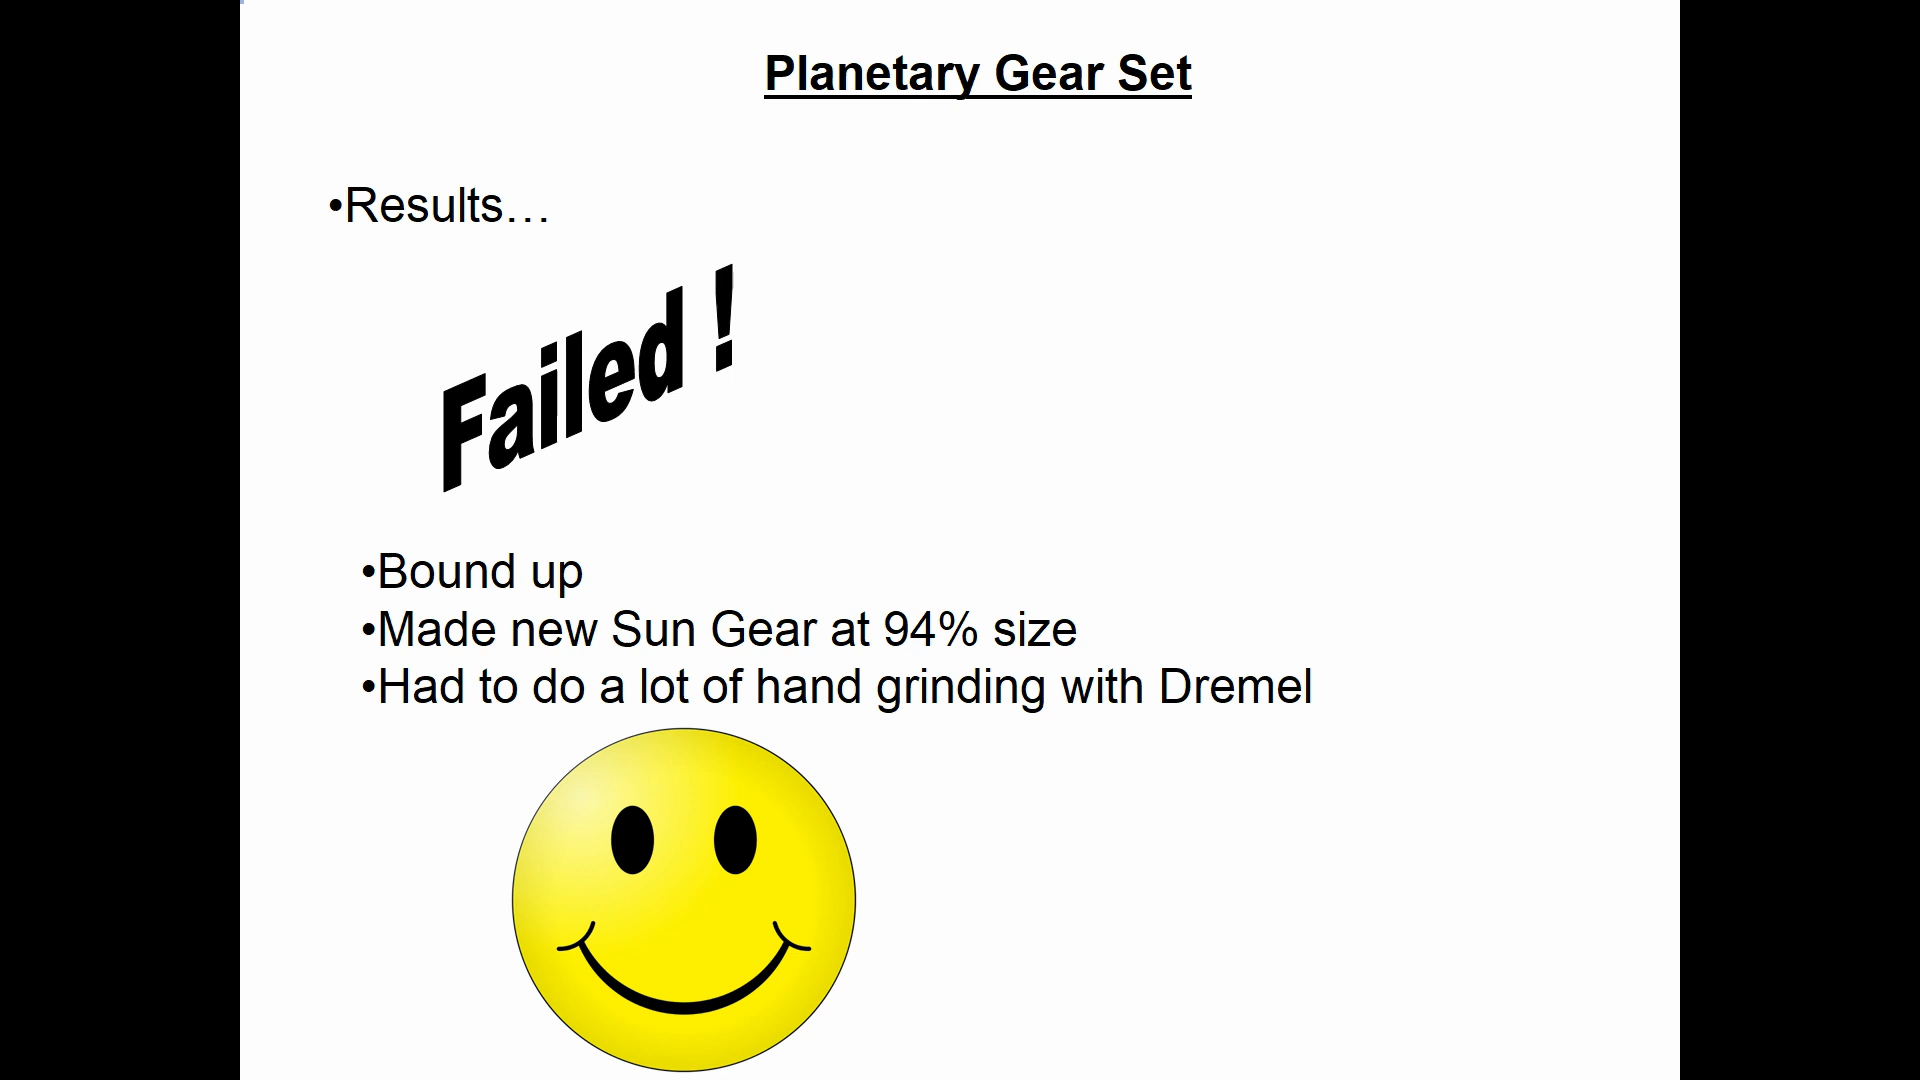 Planetary Gear Set
•Results…
Failed !
•Bound up
•Made new Sun Gear at 94% size
•Had to do a lot of hand grinding with Dremel